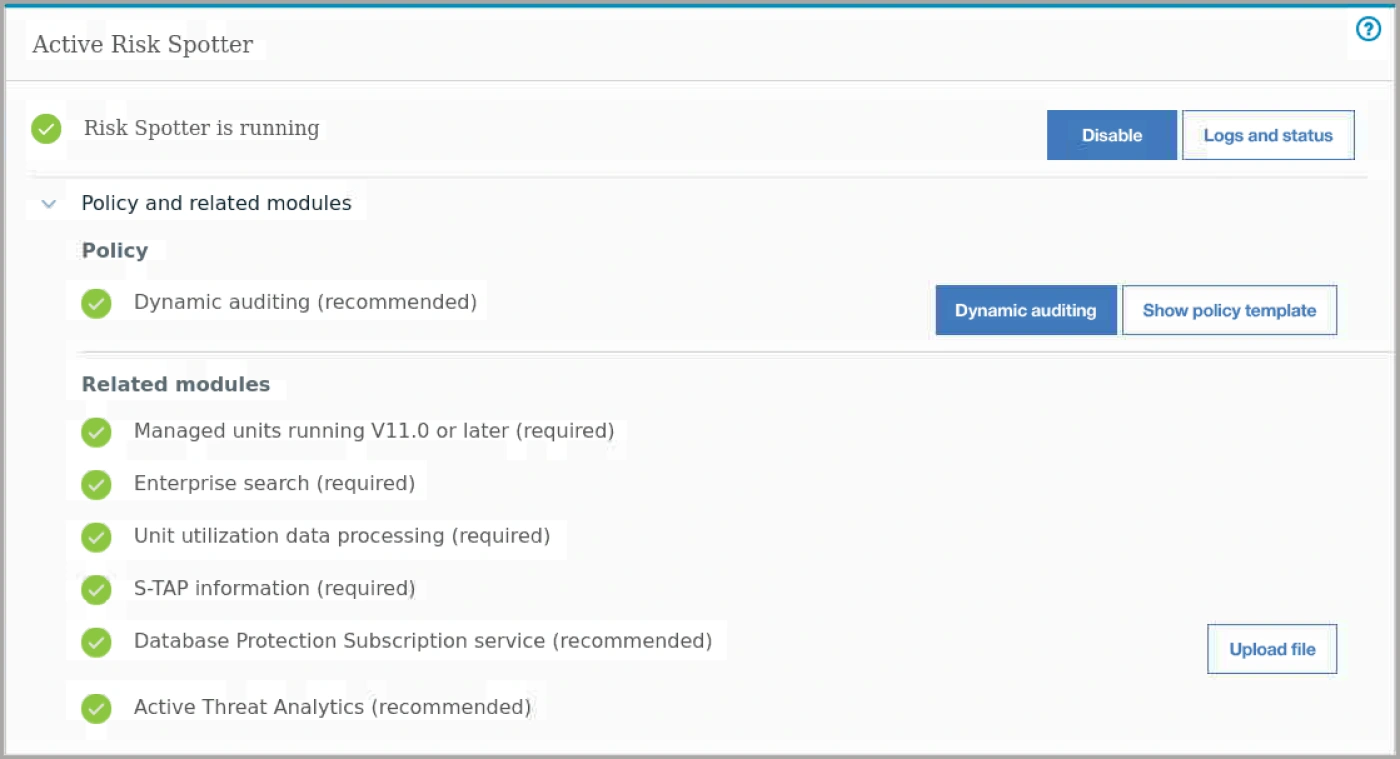 Active Risk Spotter
?
Risk Spotter is running
Disable
Logs and status
Policy and related modules
Policy
Dynamic auditing (recommended)
Dynamic auditing
Show policy template
Related modules
Managed units running V11.0 or later (required)
Enterprise search (required)
Unit utilization data processing (required)
S-TAP information (required)
Database Protection Subscription service (recommended)
Upload file
Active Threat Analytics (recommended)